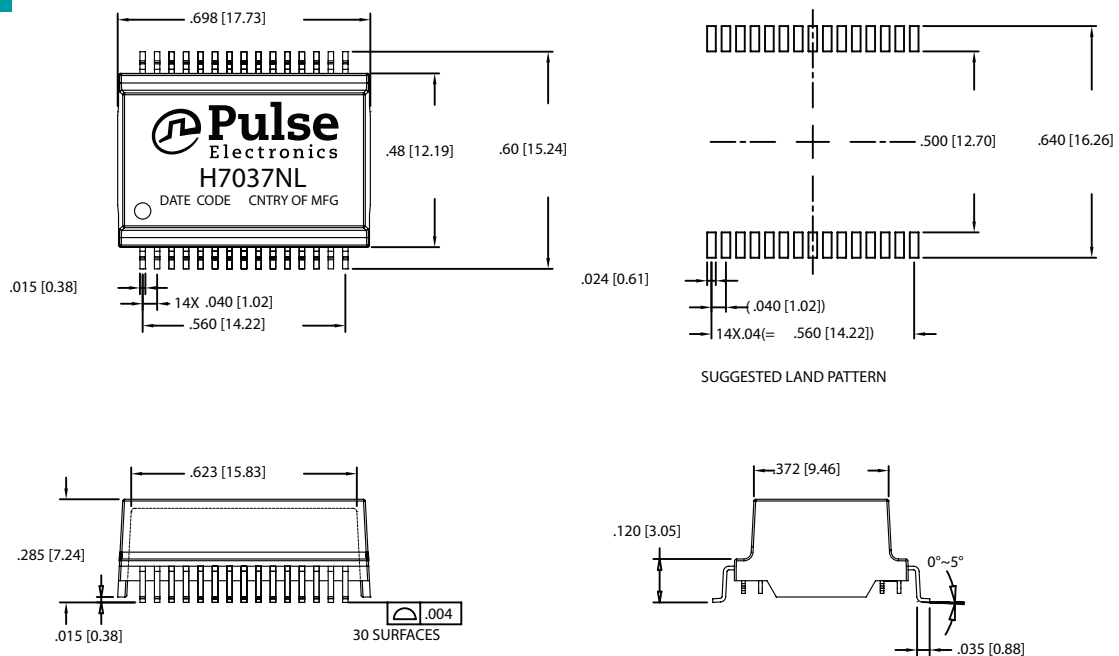 .698 [17.73]
Pulse
Electronics
H7037NL
DATE CODE CNTRY OF MFG
.48 [12.19]
.60 [15.24]
.015 [0.38]
14X .040 [1.02]
.560 [14.22]
.500 [12.70]
.640 [16.26]
.024 [0.61]
(.040 [1.02])
14X.04(= .560 [14.22])
SUGGESTED LAND PATTERN
.623 [15.83]
.285 [7.24]
.015 [0.38]
.004
30 SURFACES
.372 [9.46]
.120 [3.05]
0°~5°
.035 [0.88]